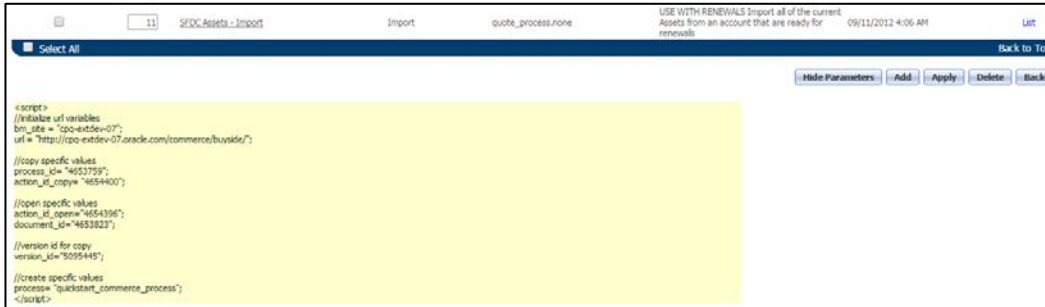 USE WITH RENEWALS Import all of the current
11 SFDC Assets - Import Import quote_process.none Assets from an account that are ready for 09/11/2012 4:06 AM List
renewals
Select All Back to To
Hide Parameters Add Apply Delete Back
<script>
//initialize url variables
bm_site = "cpq-extdev-07";
url = "http://cpq-extdev-07.oracle.com/commerce/buyside/";
//copy specific values
process_id= "4653759";
action_id_copy= "4654400";
//open specific values
action_id_open="4654396";
document_id="4653823";
//version id for copy
version_id="5095445";
//create specific values
process= "quickstart_commerce_process";
</script>